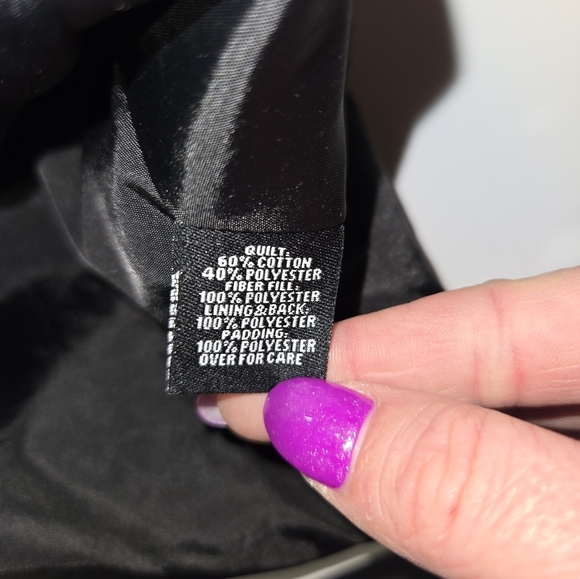 QUILT:
60% COTTON
40% POLYESTER
FIBER FILL:
100% POLYESTER
LINING & BACK:
100% POLYESTER
PADDING:
100% POLYESTER
OVER FOR CARE